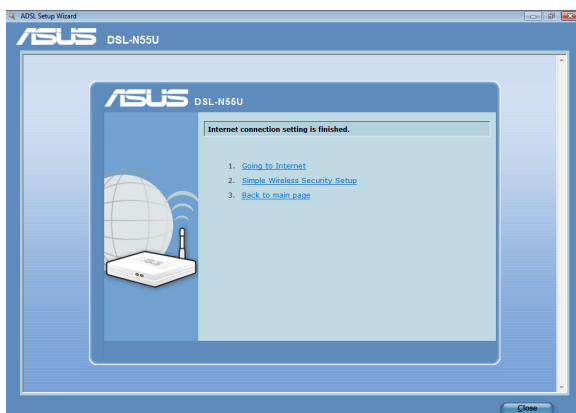 ADSL Setup Wizard
ASUS DSL-N55U
ASUS DSL-N55U
Internet connection setting is finished.
1. Going to Internet
2. Simple Wireless Security Setup
3. Back to main page
Close